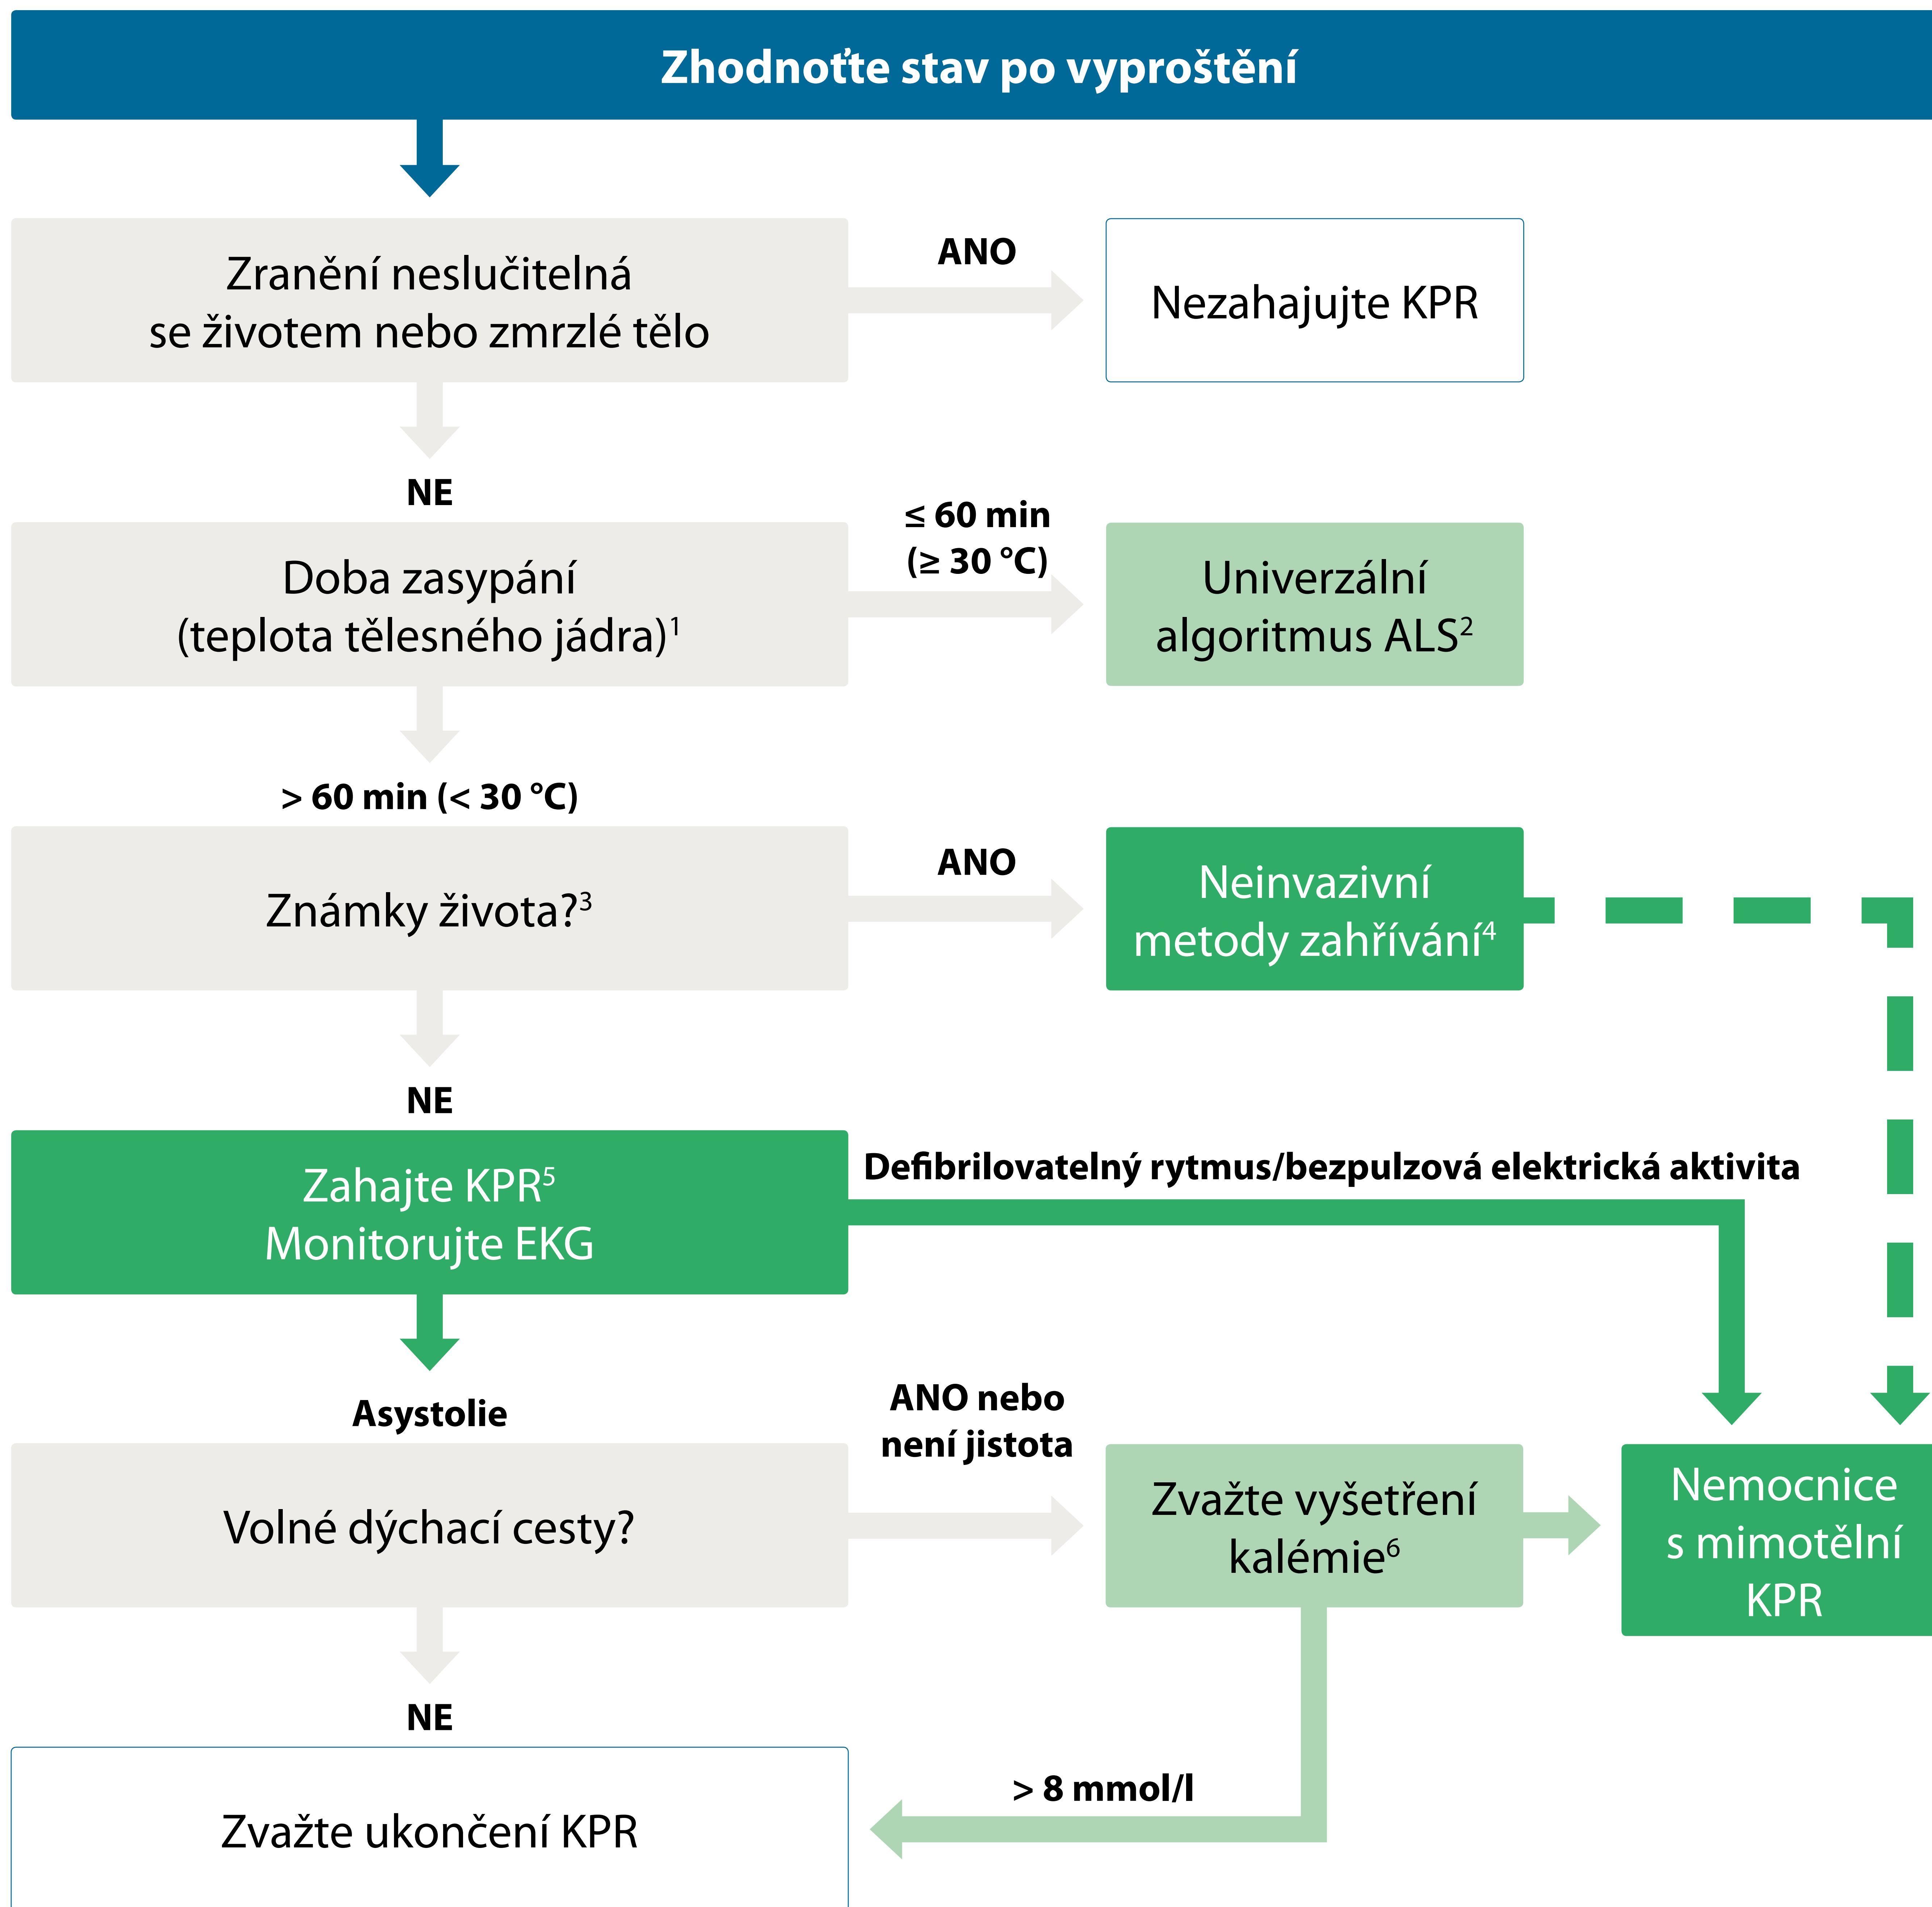 Zhodnoťte stav po vyproštění
Zranění neslučitelná
se životem nebo zmrzlé tělo
ANO
Nezahajujte KPR
NE
Doba zasypání
(teplota tělesného jádra)¹
≤ 60 min
(≥ 30 °C)
Univerzální
algoritmus ALS²
> 60 min (< 30 °C)
Známky života?³
ANO
Neinvazivní
metody zahřívání⁴
NE
Zahajte KPR⁵
Monitorujte EKG
Defibrilovatelný rytmus/bezpulzová elektrická aktivita
Asystolie
Volné dýchací cesty?
ANO nebo
není jistota
Zvažte vyšetření
kalémie⁶
Nemocnice
s mimotělní
KPR
NE
Zvažte ukončení KPR
> 8 mmol/l